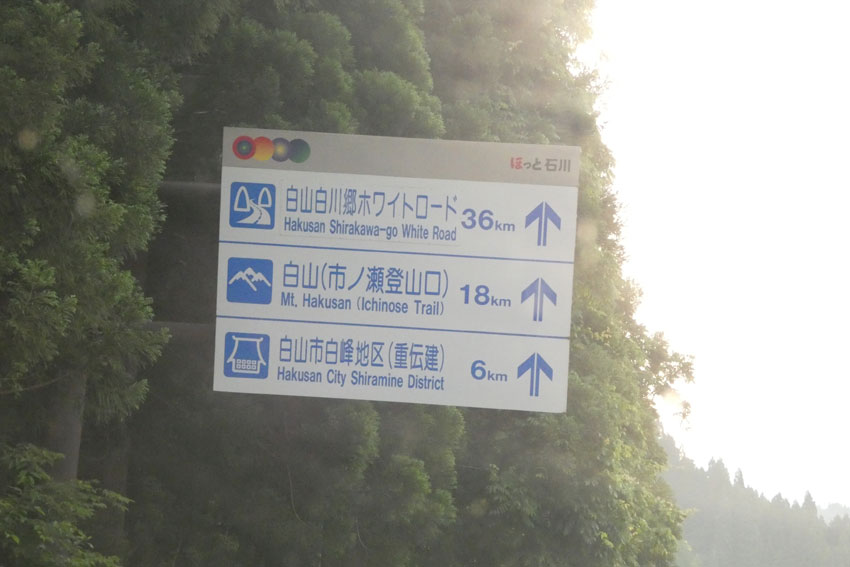 ほっと石川
白山白川郷ホワイトロード 36km
Hakusan Shirakawa-go White Road
白山(市ノ瀬登山口) 18km
Mt. Hakusan (Ichinose Trail)
白山市白峰地区(重伝建) 6km
Hakusan City Shiramine District